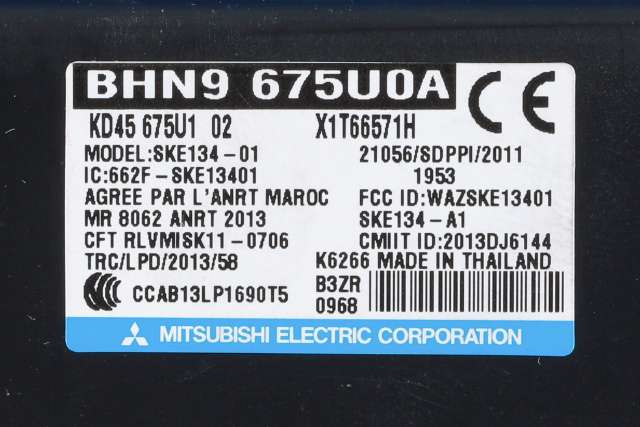 BHN9 675U0A
KD45 675U1 02 X1T66571H
MODEL:SKE134-01 21056/SDPPI/2011
IC:662F-SKE13401 1953
AGREE PAR L'ANRT MAROC FCC ID:WAZSKE13401
MR 8062 ANRT 2013 SKE134-A1
CFT RLVMISK11-0706 CMIIT ID:2013DJ6144
TRC/LPD/2013/58 K6266 MADE IN THAILAND
CCAB13LP1690T5 B3ZR
0968
MITSUBISHI ELECTRIC CORPORATION